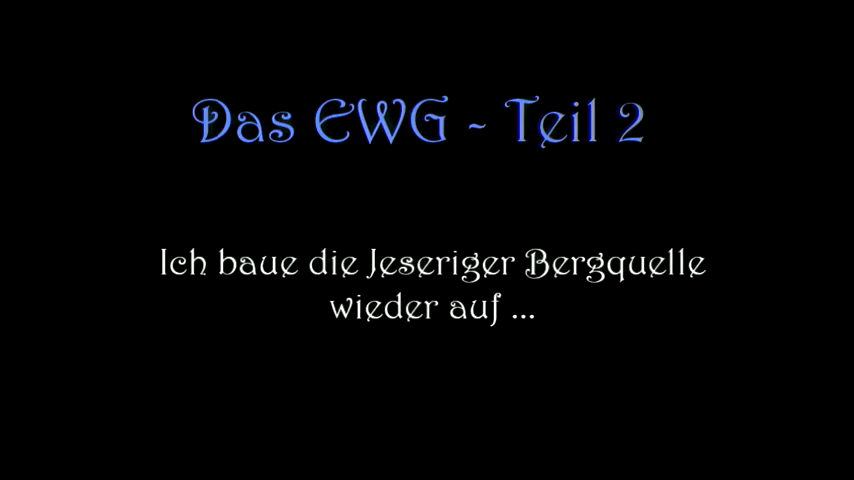 Das EWG - Teil 2
Ich baue die Jeseriger Bergquelle
wieder auf ...